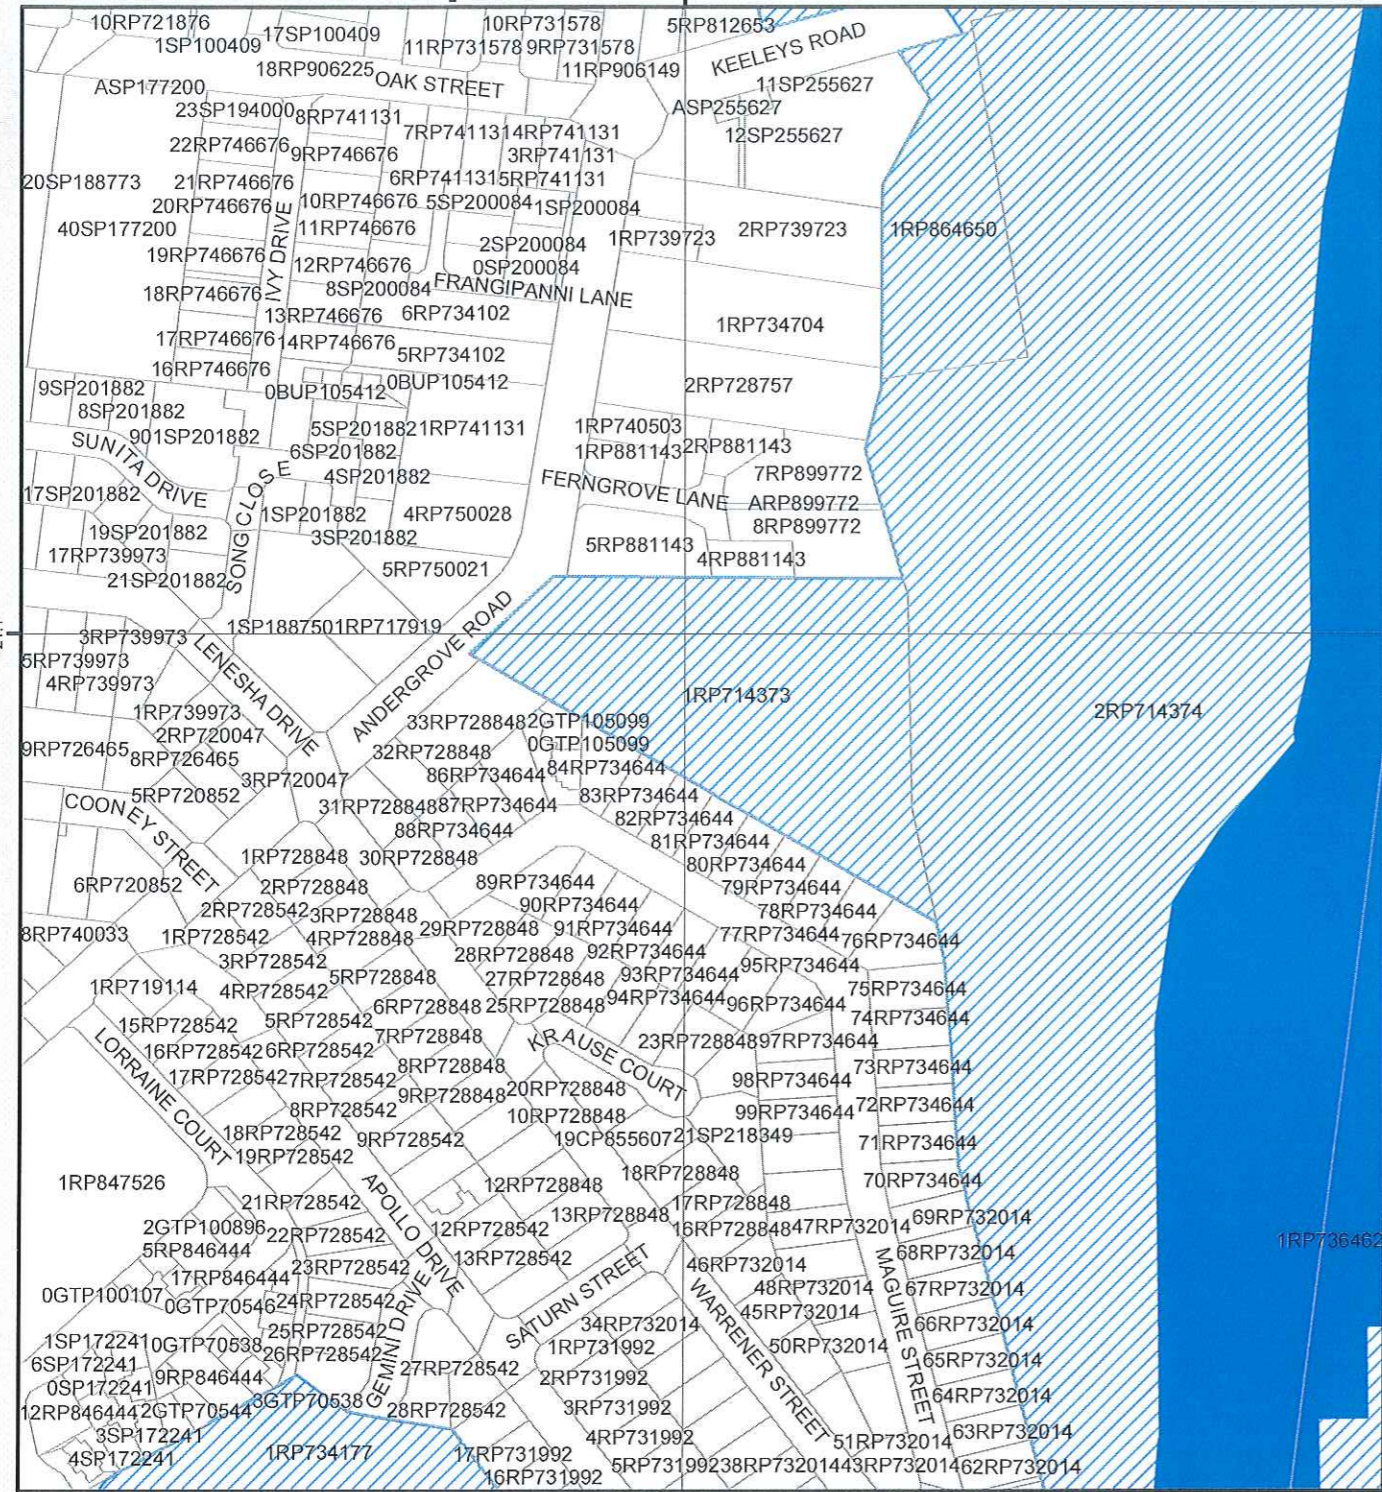 10RP721876
17SP100409
10RP731578
5RP812653
1SP100409
11RP731578
9RP731578
KEELEYS ROAD
18RP906225
OAK STREET
11RP906149
11SP255627
ASP177200
ASP255627
23SP194000
8RP741131
7RP741131
4RP741131
12SP255627
22RP746676
9RP746676
3RP741131
20SP188773
21RP746676
6RP741131
5RP741131
20RP746676
10RP746676
5SP200084
1SP200084
40SP177200
IVY DRIVE
11RP746676
2SP200084
1RP739723
2RP739723
1RP864650
19RP746676
12RP746676
0SP200084
18RP746676
8SP200084
FRANGIPANNI LANE
13RP746676
6RP734102
1RP734704
17RP746676
14RP746676
5RP734102
16RP746676
0BUP105412
0BUP105412
2RP728757
9SP201882
8SP201882
901SP201882
5SP201882
1RP741131
1RP740503
SUNITA DRIVE
6SP201882
1RP881143
2RP881143
SONG CLOSE
4SP201882
FERNGROVE LANE
7RP899772
17SP201882
1SP201882
4RP750028
ARP899772
19SP201882
3SP201882
8RP899772
17RP739973
5RP881143
4RP881143
21SP201882
5RP750021
1SP188750
1RP717919
ANDERGROVE ROAD
3RP739973
LENESHA DRIVE
5RP739973
4RP739973
1RP714373
2RP714374
1RP739973
33RP728848
2GTP105099
2RP720047
9RP726465
8RP726465
32RP728848
0GTP105099
3RP720047
86RP734644
84RP734644
5RP720852
31RP728848
87RP734644
83RP734644
COONEY STREET
88RP734644
82RP734644
81RP734644
1RP728848
30RP728848
80RP734644
6RP720852
2RP728848
89RP734644
79RP734644
2RP728542
3RP728848
90RP734644
78RP734644
8RP740033
1RP728542
4RP728848
29RP728848
91RP734644
77RP734644
76RP734644
3RP728542
28RP728848
92RP734644
95RP734644
1RP719114
4RP728542
5RP728848
27RP728848
93RP734644
75RP734644
6RP728848
25RP728848
94RP734644
96RP734644
15RP728542
5RP728542
7RP728848
74RP734644
LORRAINE COURT
16RP728542
6RP728542
KRAUSE COURT
23RP728848
97RP734644
17RP728542
7RP728542
8RP728848
98RP734644
73RP734644
9RP728848
20RP728848
8RP728542
10RP728848
99RP734644
72RP734644
18RP728542
9RP728542
19CP855607
21SP218349
71RP734644
19RP728542
1RP847526
APOLLO DRIVE
12RP728848
18RP728848
70RP734644
21RP728542
17RP728848
2GTP100896
22RP728542
12RP728542
13RP728848
16RP728848
47RP732014
69RP732014
5RP846444
13RP728542
68RP732014
1RP736462
17RP846444
23RP728542
46RP732014
0GTP100107
0GTP70546
24RP728542
48RP732014
67RP732014
GEMINI DRIVE
SATURN STREET
WARRENER STREET
45RP732014
MAGUIRE STREET
66RP732014
1SP172241
0GTP70538
25RP728542
34RP732014
50RP732014
6SP172241
26RP728542
1RP731992
65RP732014
0SP172241
9RP846444
27RP728542
2RP731992
64RP732014
12RP846444
2GTP70544
3GTP70538
28RP728542
3RP731992
63RP732014
3SP172241
4RP731992
51RP732014
4SP172241
1RP734177
17RP731992
5RP731992
38RP732014
43RP732014
62RP732014
16RP731992